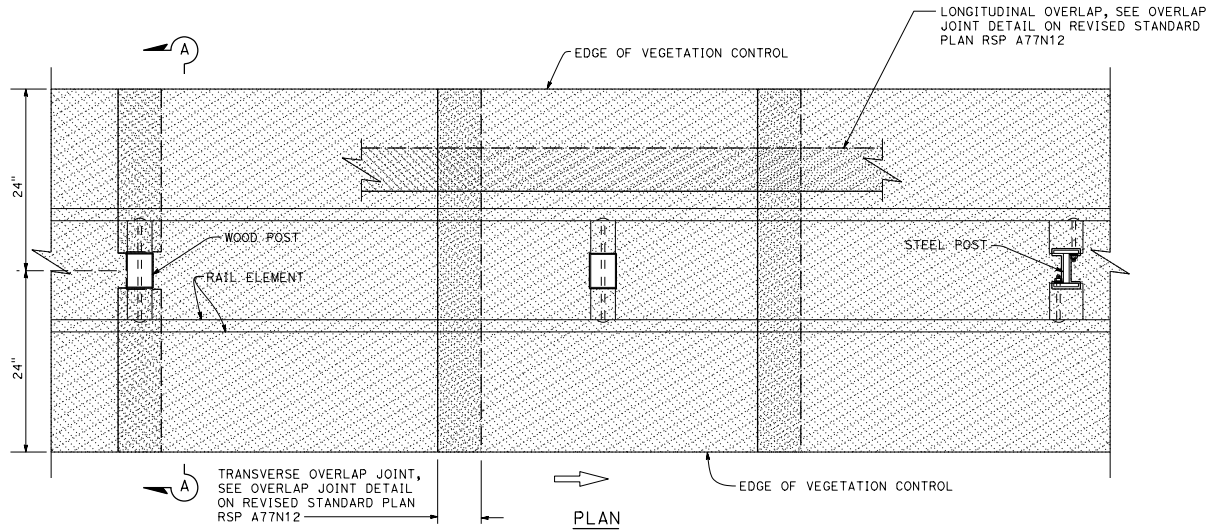 LONGITUDINAL OVERLAP, SEE OVERLAP
JOINT DETAIL ON REVISED STANDARD
PLAN RSP A77N12
A
EDGE OF VEGETATION CONTROL
24"
WOOD POST
STEEL POST
RAIL ELEMENT
24"
A
TRANSVERSE OVERLAP JOINT,
SEE OVERLAP JOINT DETAIL
ON REVISED STANDARD PLAN
RSP A77N12
EDGE OF VEGETATION CONTROL
PLAN